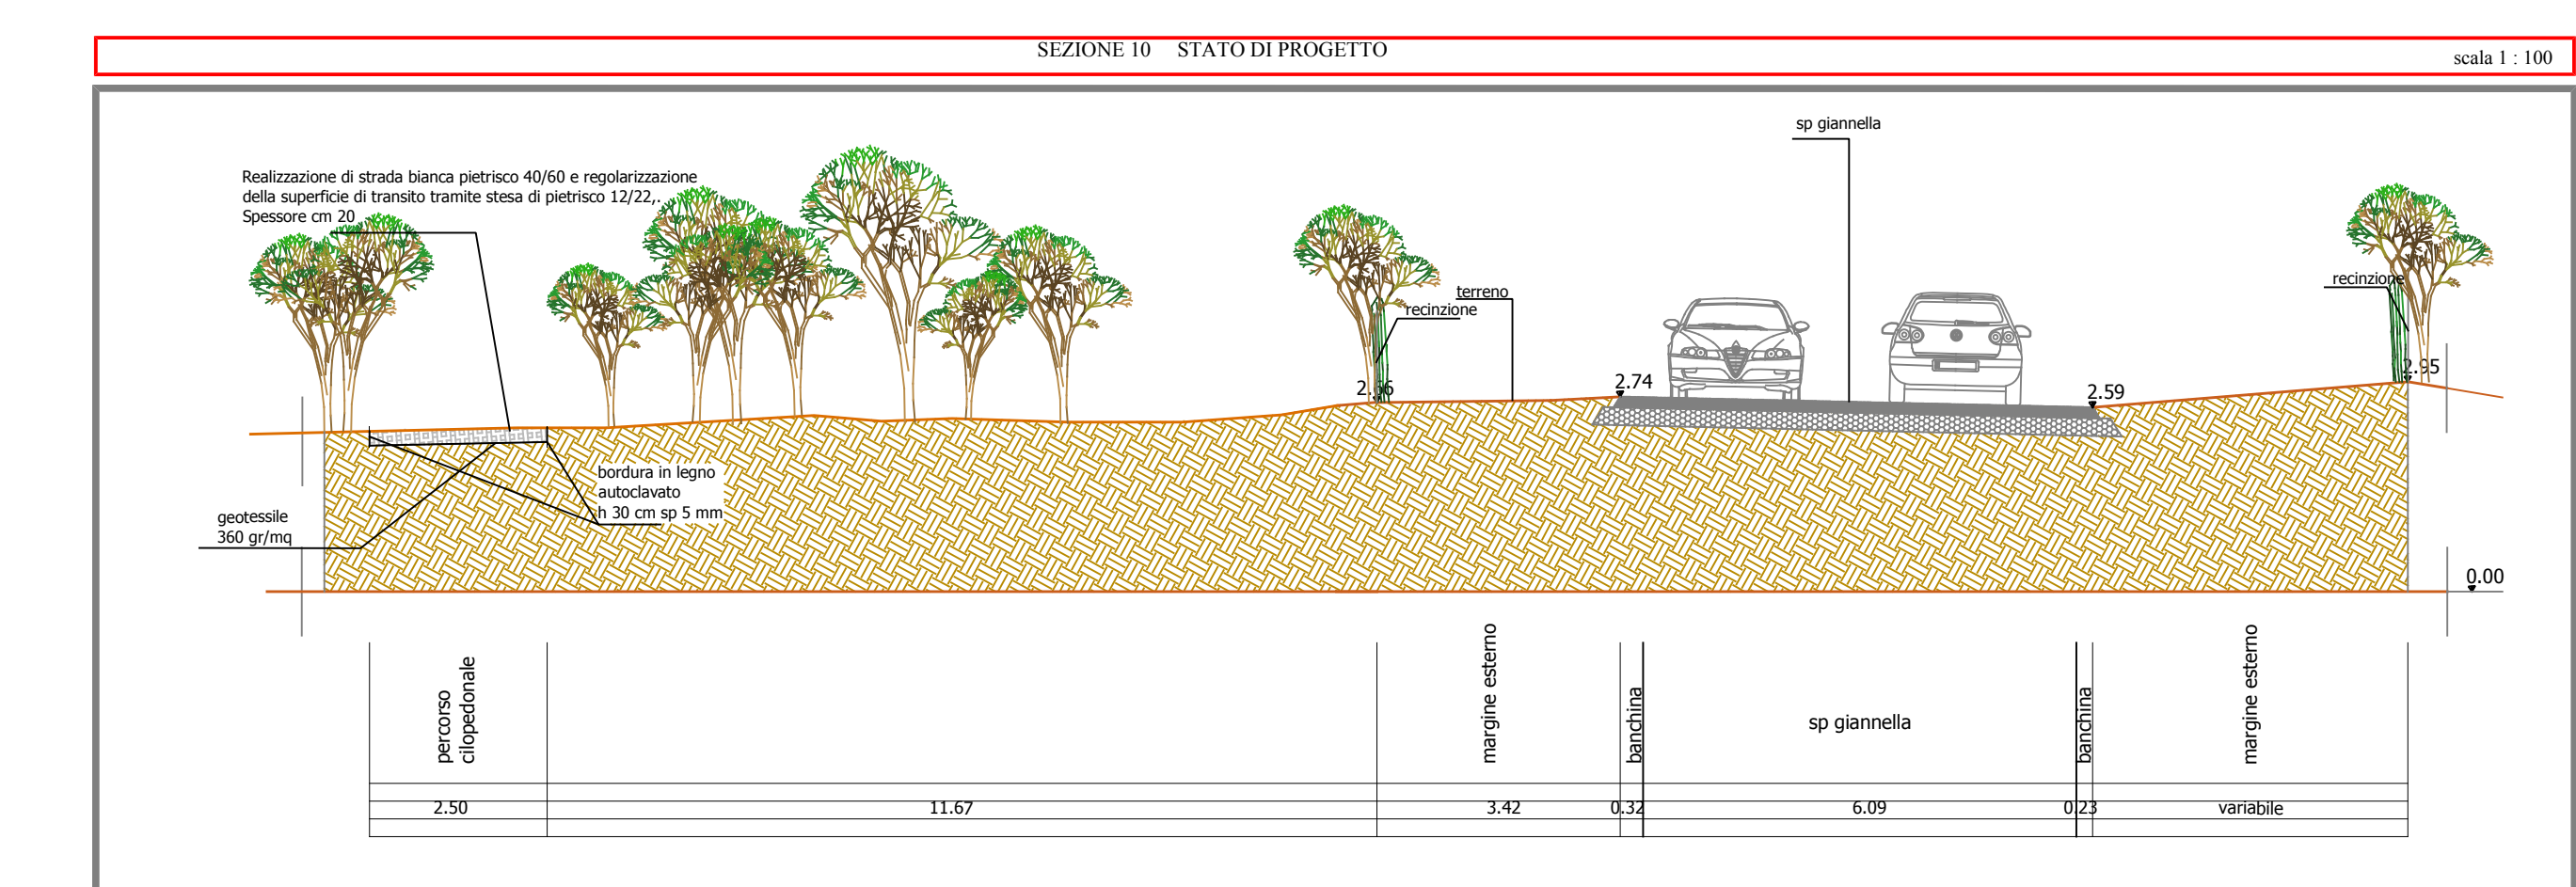 SEZIONE 10 STATO DI PROGETTO
scala 1 : 100
sp giannella
Realizzazione di strada bianca pietrisco 40/60 e regolarizzazione
della superficie di transito tramite stesa di pietrisco 12/22,.
Spessore cm 20
terreno
recinzione
recinzione
2.66
2.74
2.59
2.95
bordura in legno
autoclavato
h 30 cm sp 5 mm
geotessile
360 gr/mq
0.00
percorso
cilopedonale
margine esterno
banchina
sp giannella
banchina
margine esterno
2.50
11.67
3.42
0.32
6.09
0.23
variabile